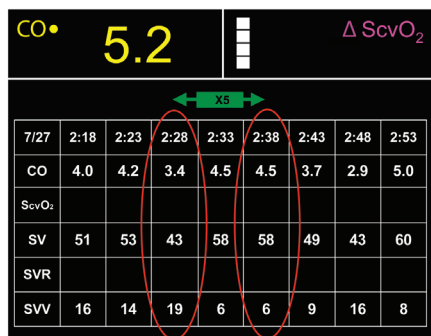 CO• 5.2 Δ ScvO₂
X5
7/27 2:18 2:23 2:28 2:33 2:38 2:43 2:48 2:53
CO 4.0 4.2 3.4 4.5 4.5 3.7 2.9 5.0
ScvO₂
SV 51 53 43 58 58 49 43 60
SVR
SVV 16 14 19 6 6 9 16 8